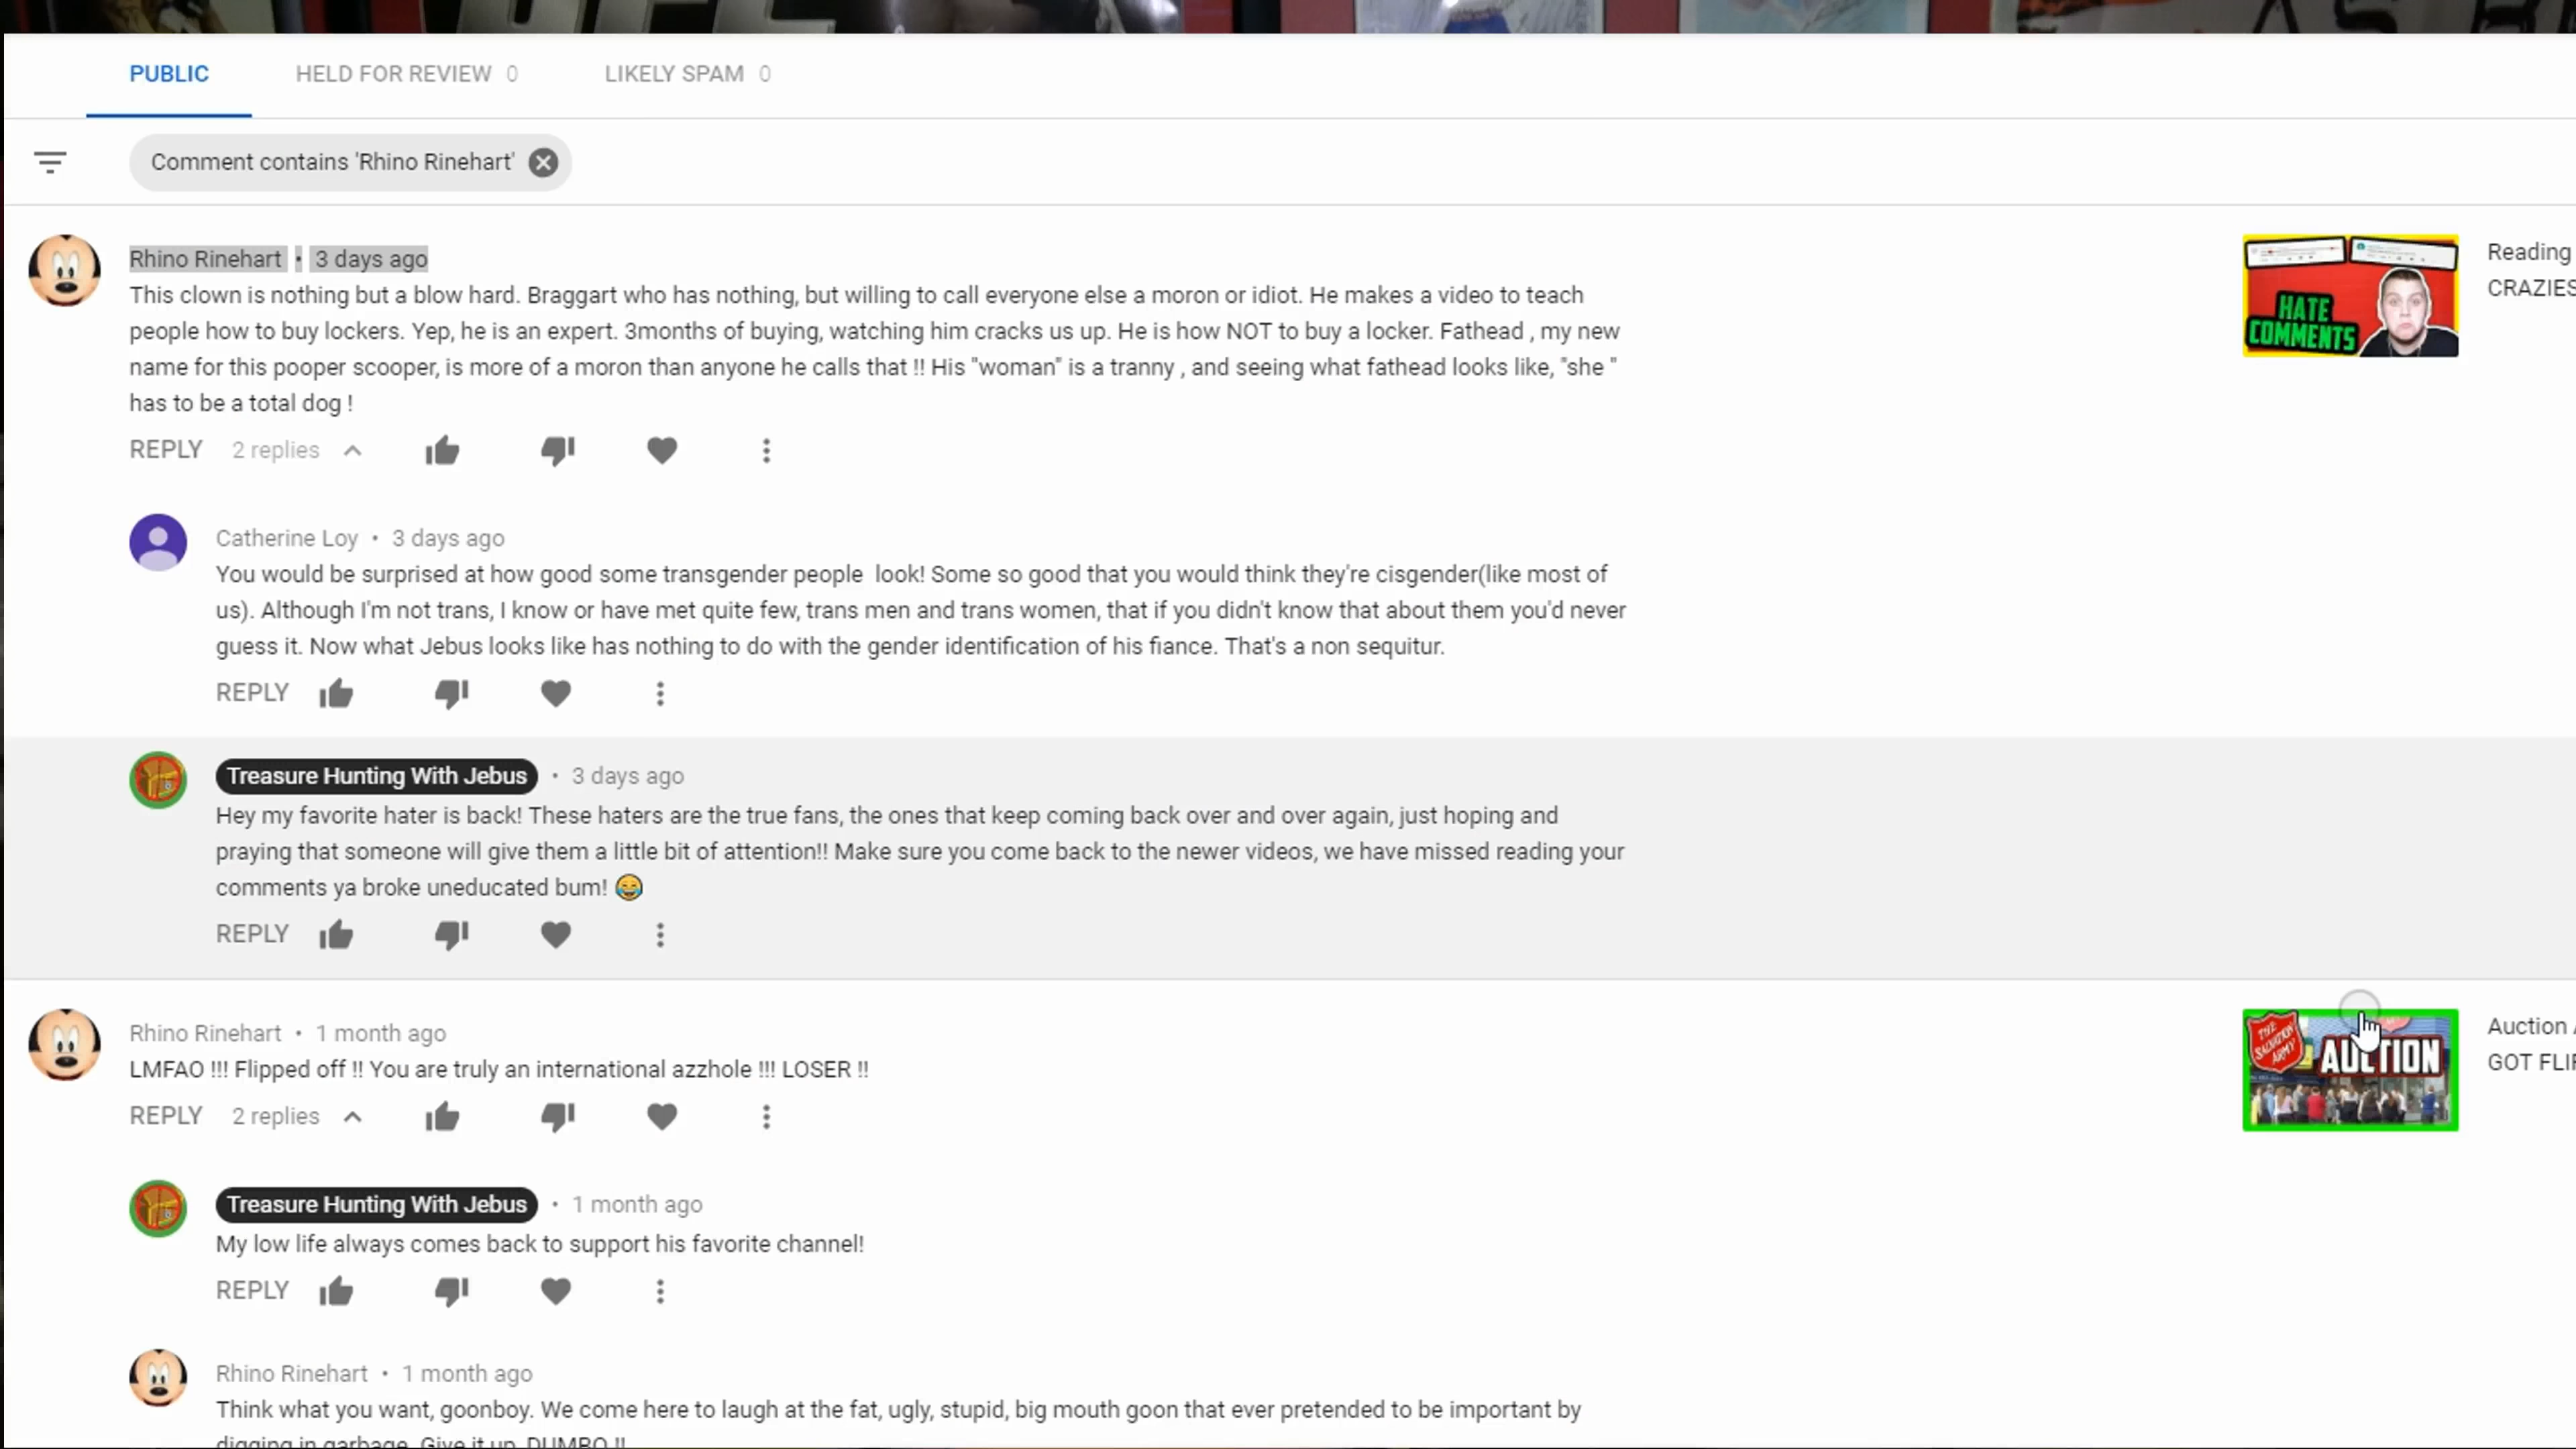 PUBLIC HELD FOR REVIEW 0 LIKELY SPAM 0
Comment contains 'Rhino Rinehart'
Rhino Rinehart • 3 days ago
This clown is nothing but a blow hard. Braggart who has nothing, but willing to call everyone else a moron or idiot. He makes a video to teach
people how to buy lockers. Yep, he is an expert. 3months of buying, watching him cracks us up. He is how NOT to buy a locker. Fathead , my new
name for this pooper scooper, is more of a moron than anyone he calls that !! His "woman" is a tranny , and seeing what fathead looks like, "she "
has to be a total dog !
REPLY 2 replies
HATE
COMMENTS
Reading
CRAZIES
Catherine Loy • 3 days ago
You would be surprised at how good some transgender people look! Some so good that you would think they're cisgender(like most of
us). Although I'm not trans, I know or have met quite few, trans men and trans women, that if you didn't know that about them you'd never
guess it. Now what Jebus looks like has nothing to do with the gender identification of his fiance. That's a non sequitur.
REPLY
Treasure Hunting With Jebus • 3 days ago
Hey my favorite hater is back! These haters are the true fans, the ones that keep coming back over and over again, just hoping and
praying that someone will give them a little bit of attention!! Make sure you come back to the newer videos, we have missed reading your
comments ya broke uneducated bum! 😂
REPLY
Rhino Rinehart • 1 month ago
LMFAO !!! Flipped off !! You are truly an international azzhole !!! LOSER !!
REPLY 2 replies
THE
SALVATION
ARMY
AUCTION
Auction
GOT FLIP
Treasure Hunting With Jebus • 1 month ago
My low life always comes back to support his favorite channel!
REPLY
Rhino Rinehart • 1 month ago
Think what you want, goonboy. We come here to laugh at the fat, ugly, stupid, big mouth goon that ever pretended to be important by
digging in garbage. Give it up, DUMBO !!